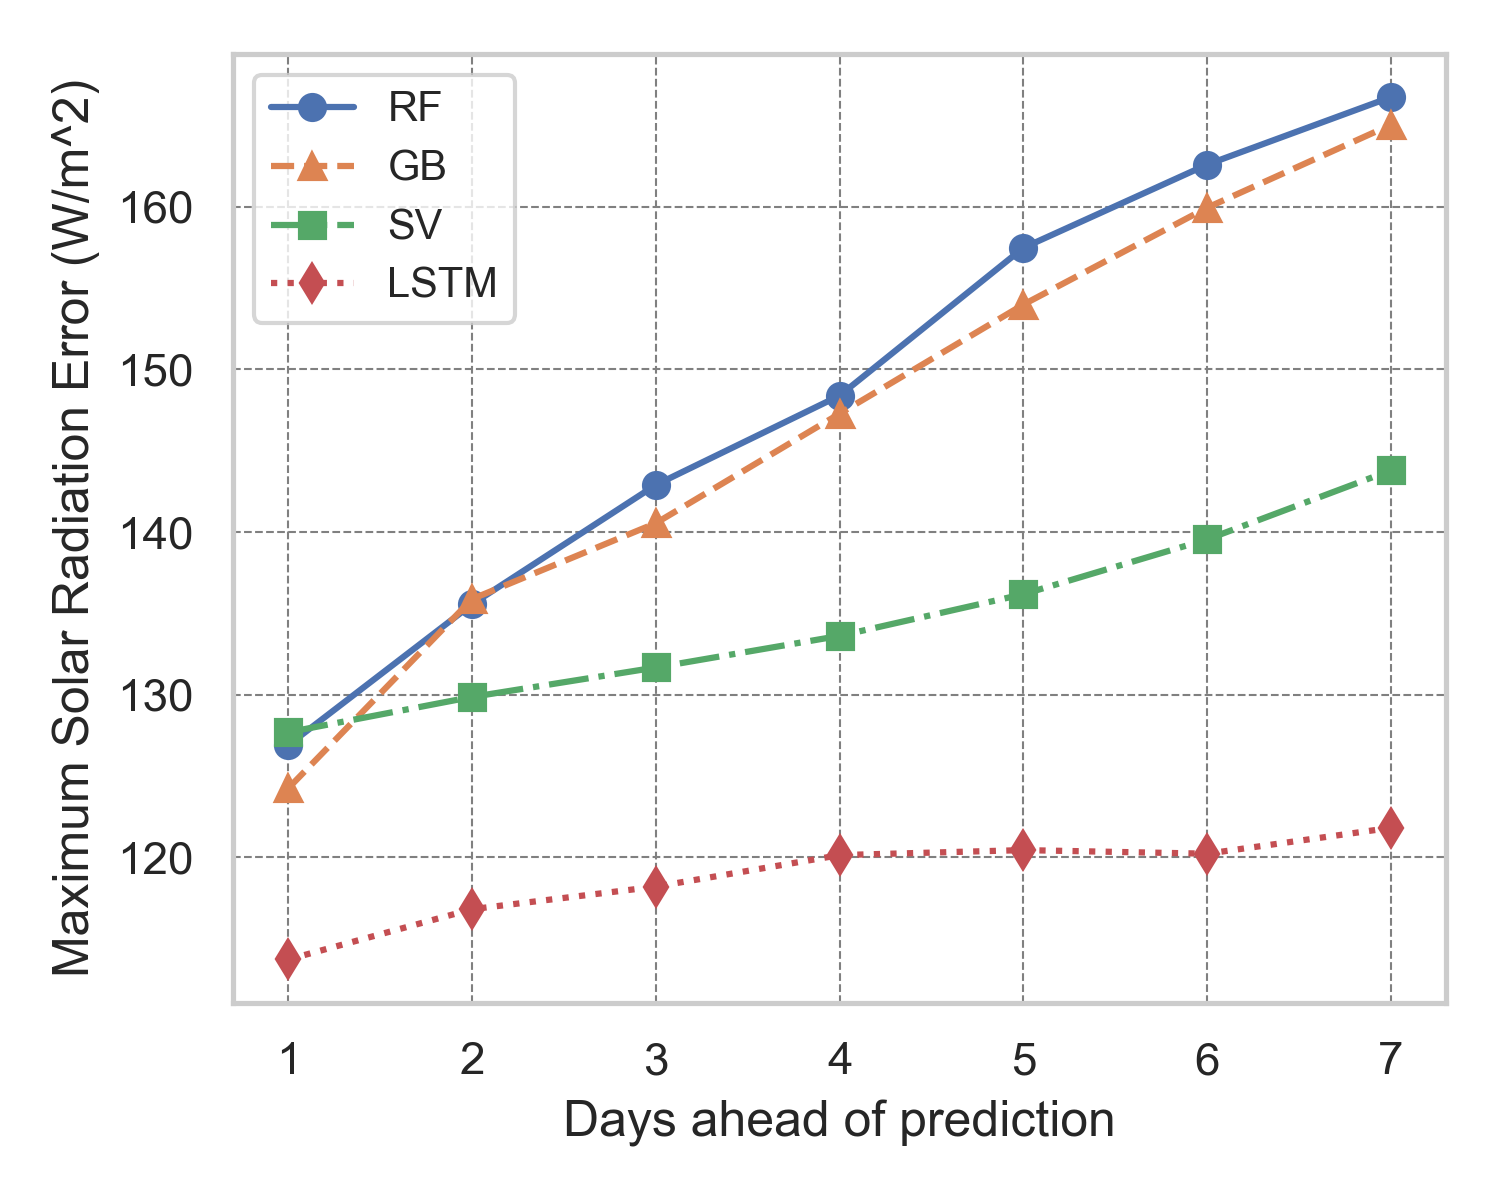 Maximum Solar Radiation Error (W/m^2)
RF
GB
SV
LSTM
160
150
140
130
120
1 2 3 4 5 6 7
Days ahead of prediction